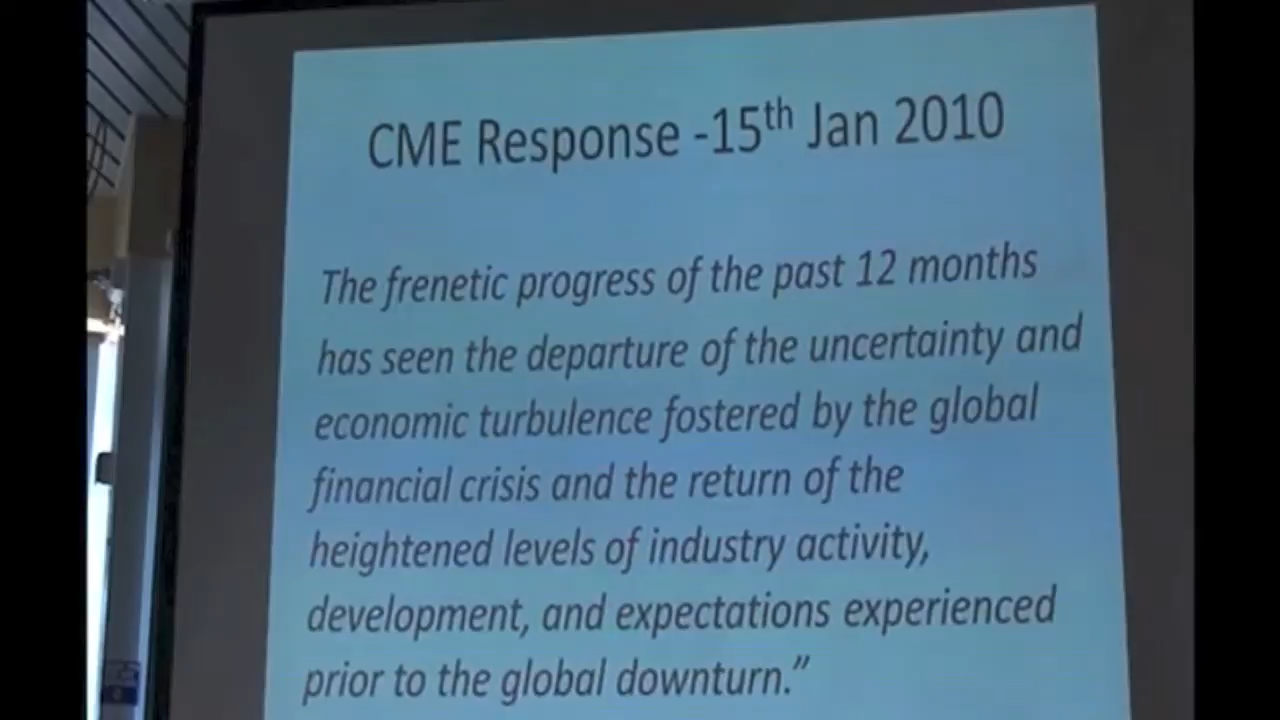 CME Response -15th Jan 2010
The frenetic progress of the past 12 months
has seen the departure of the uncertainty and
economic turbulence fostered by the global
financial crisis and the return of the
heightened levels of industry activity,
development, and expectations experienced
prior to the global downturn.”